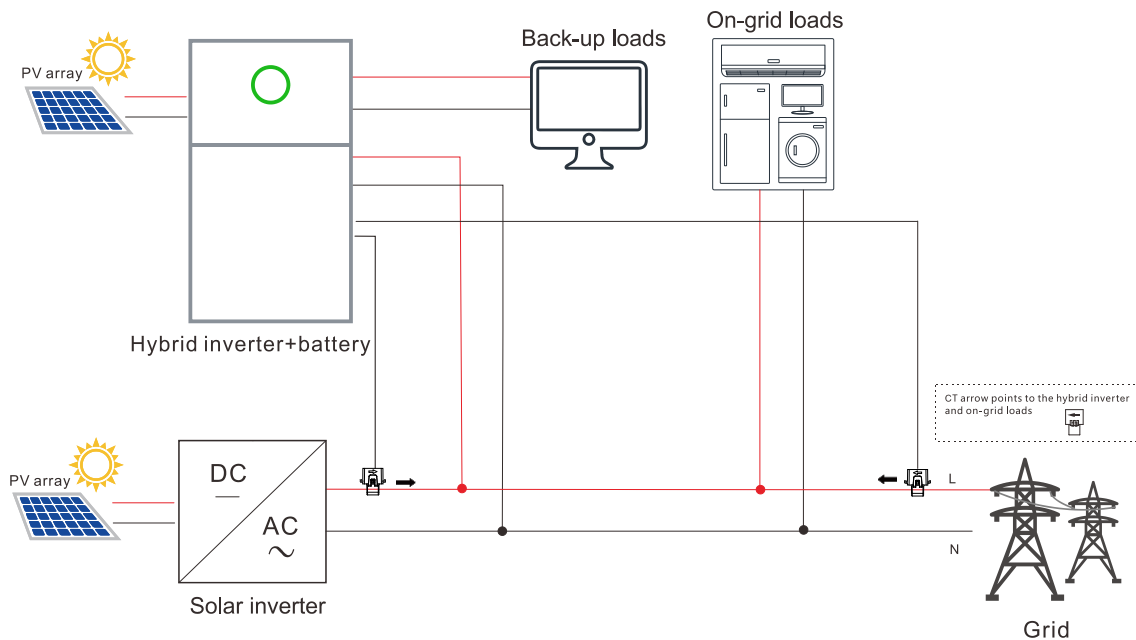 On-grid loads
Back-up loads
PV array
Hybrid inverter+battery
CT arrow points to the hybrid inverter
and on-grid loads
PV array
DC
AC
L
N
Solar inverter
Grid